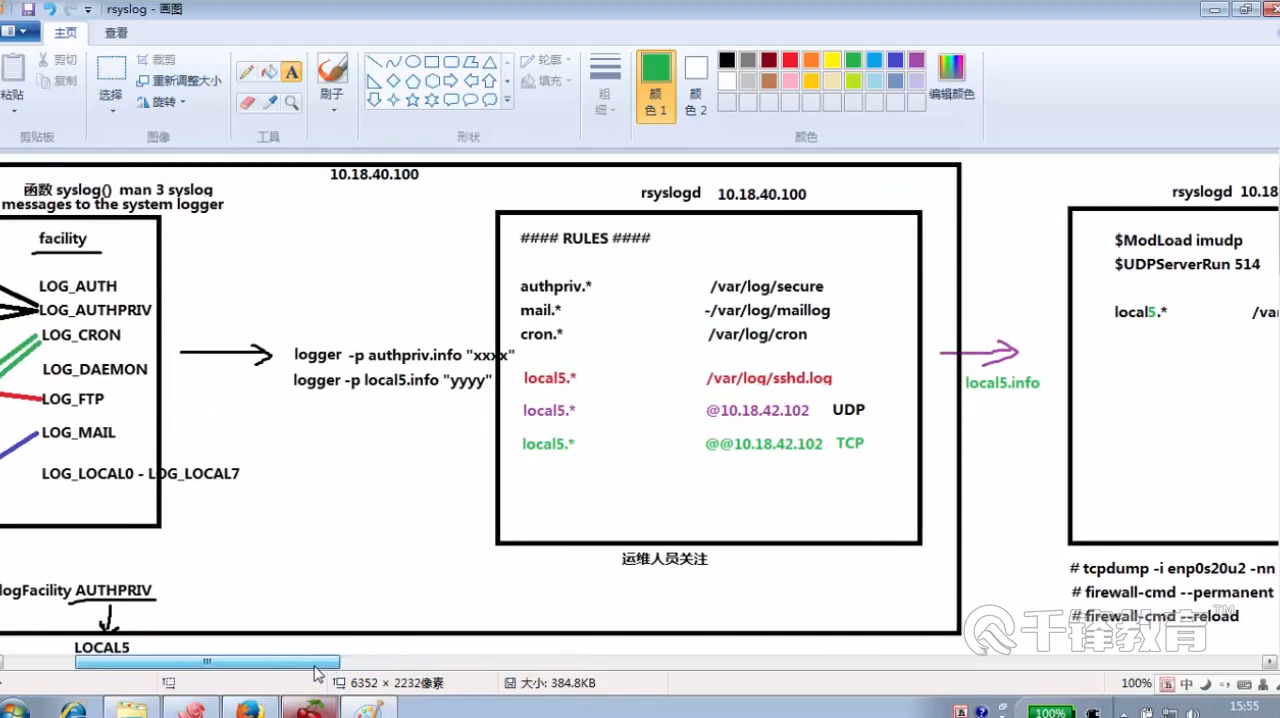 rsyslog - 画图
主页
查看
剪切
复制
粘贴
剪贴板
选择
裁剪
重新调整大小
旋转
图像
A
工具
刷子
轮廓
填充
形状
粗
细
颜
色 1
颜
色 2
编辑颜色
颜色
函数 syslog() man 3 syslog
messages to the system logger
facility
LOG_AUTH
LOG_AUTHPRIV
LOG_CRON
LOG_DAEMON
LOG_FTP
LOG_MAIL
LOG_LOCAL0 - LOG_LOCAL7
logFacility AUTHPRIV
LOCAL5
10.18.40.100
logger -p authpriv.info "xxxx"
logger -p local5.info "yyyy"
rsyslogd 10.18.40.100
#### RULES ####
authpriv.* /var/log/secure
mail.* -/var/log/maillog
cron.* /var/log/cron
local5.* /var/log/sshd.log
local5.* @10.18.42.102 UDP
local5.* @@10.18.42.102 TCP
运维人员关注
local5.info
rsyslogd 10.18
$ModLoad imudp
$UDPServerRun 514
local5.* /va
# tcpdump -i enp0s20u2 -nn
# firewall-cmd --permanent
# firewall-cmd --reload
千锋教育 TM
6352 × 2232像素
大小: 384.8KB
100%
五 中
100%
15:55